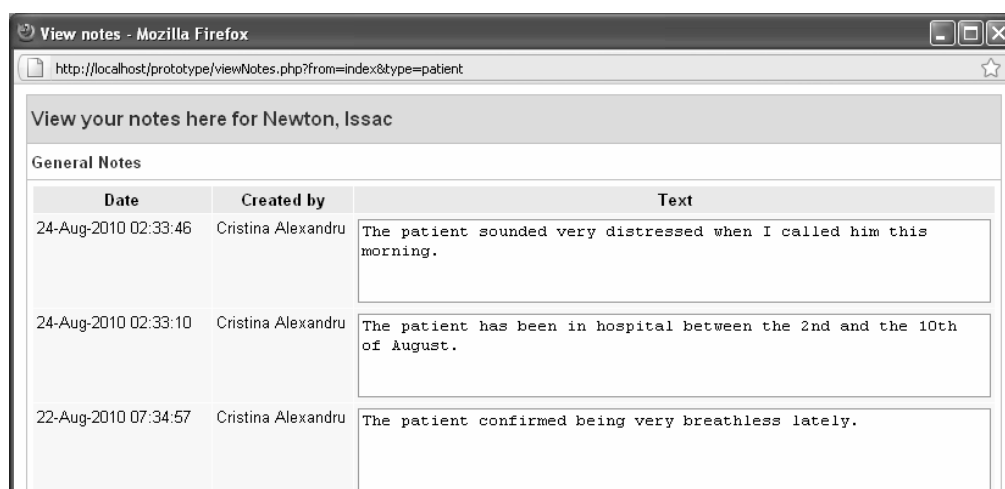 View notes - Mozilla Firefox
http://localhost/prototype/viewNotes.php?from=index&type=patient
View your notes here for Newton, Issac
General Notes
Date Created by Text
24-Aug-2010 02:33:46 Cristina Alexandru The patient sounded very distressed when I called him this
morning.
24-Aug-2010 02:33:10 Cristina Alexandru The patient has been in hospital between the 2nd and the 10th
of August.
22-Aug-2010 07:34:57 Cristina Alexandru The patient confirmed being very breathless lately.